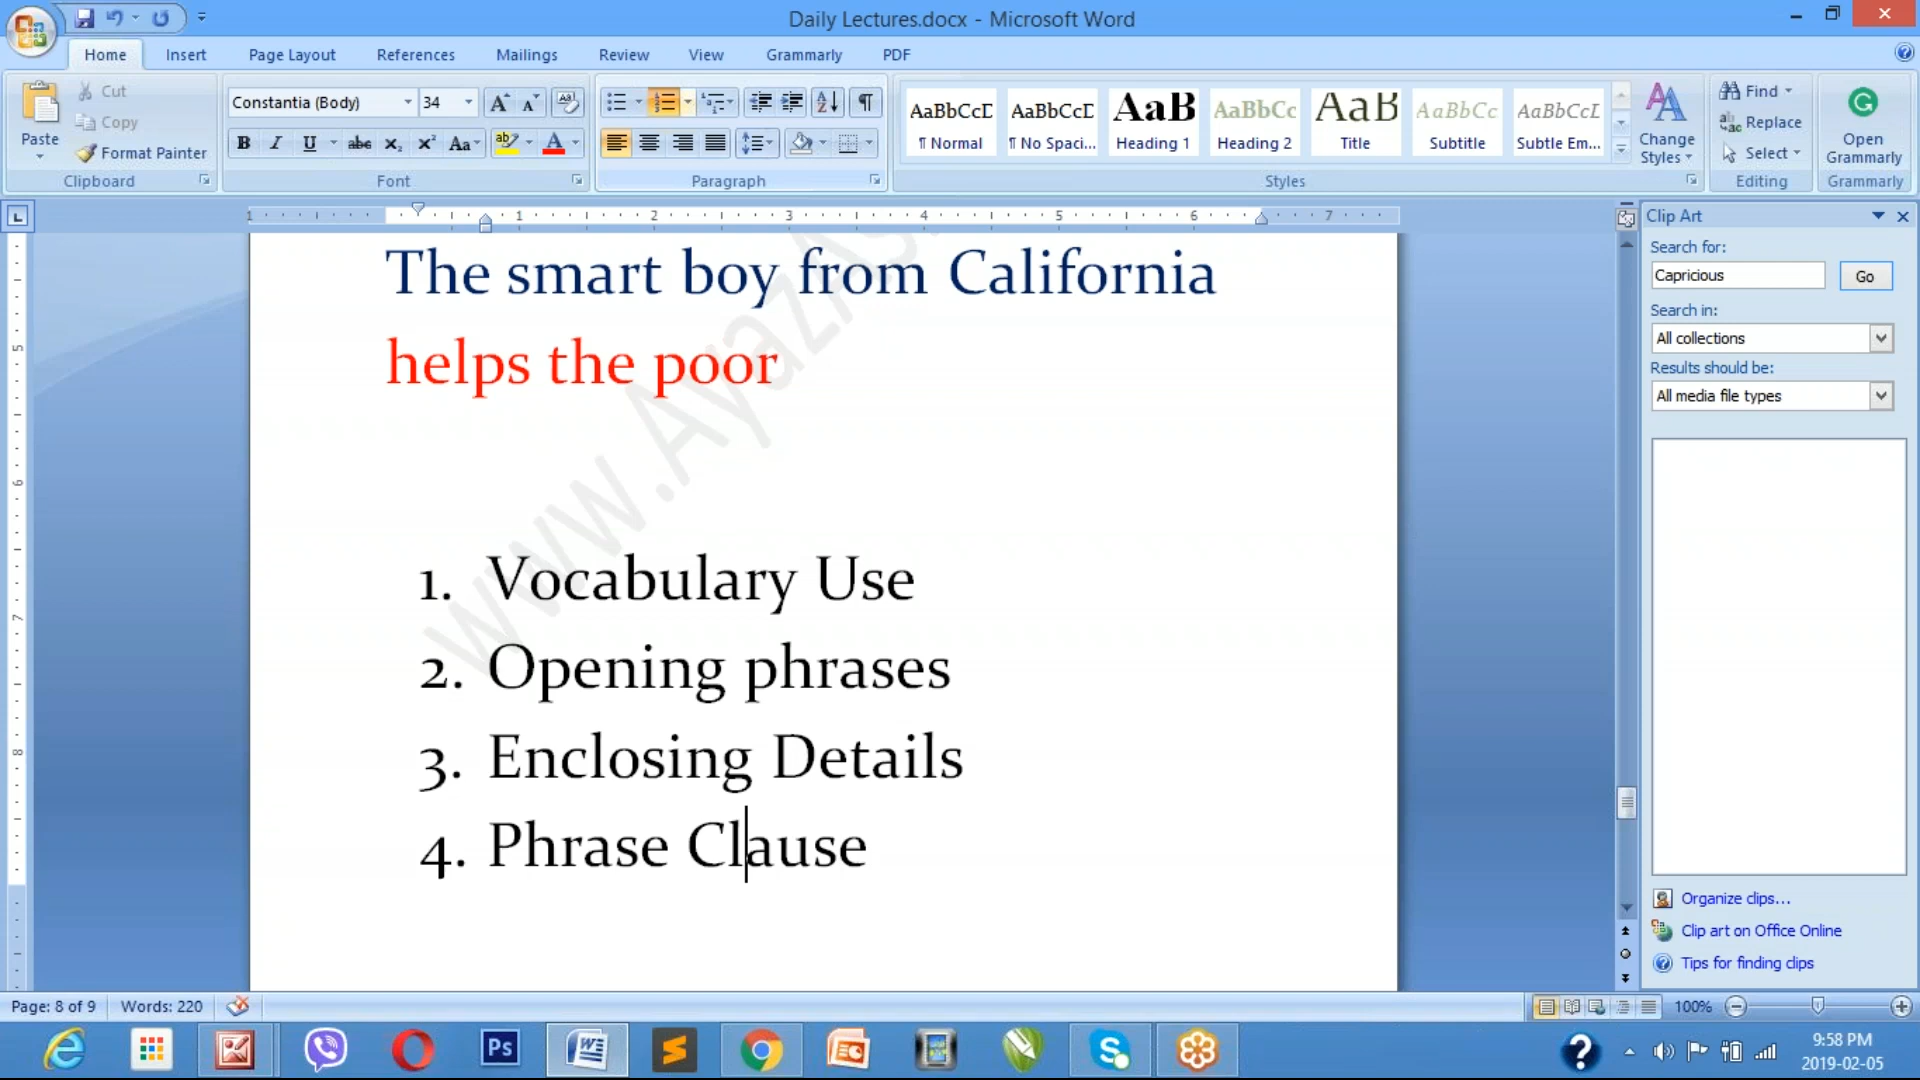 Daily Lectures.docx - Microsoft Word
Home Insert Page Layout References Mailings Review View Grammarly PDF
Cut
Copy
Format Painter
Paste
Clipboard
Constantia (Body) 34
Font
Paragraph
AaBbCcD AaBbCcD AaB AaBbCc AaB AaBbCc AaBbCcD
¶ Normal ¶ No Spaci... Heading 1 Heading 2 Title Subtitle Subtle Em...
Change Styles
Styles
Find
Replace
Select
Editing
Open Grammarly
Grammarly
The smart boy from California
helps the poor
1. Vocabulary Use
2. Opening phrases
3. Enclosing Details
4. Phrase Clause
Clip Art
Search for:
Capricious Go
Search in:
All collections
Results should be:
All media file types
Organize clips...
Clip art on Office Online
Tips for finding clips
Page: 8 of 9 Words: 220 100%
Ps
9:58 PM
2019-02-05